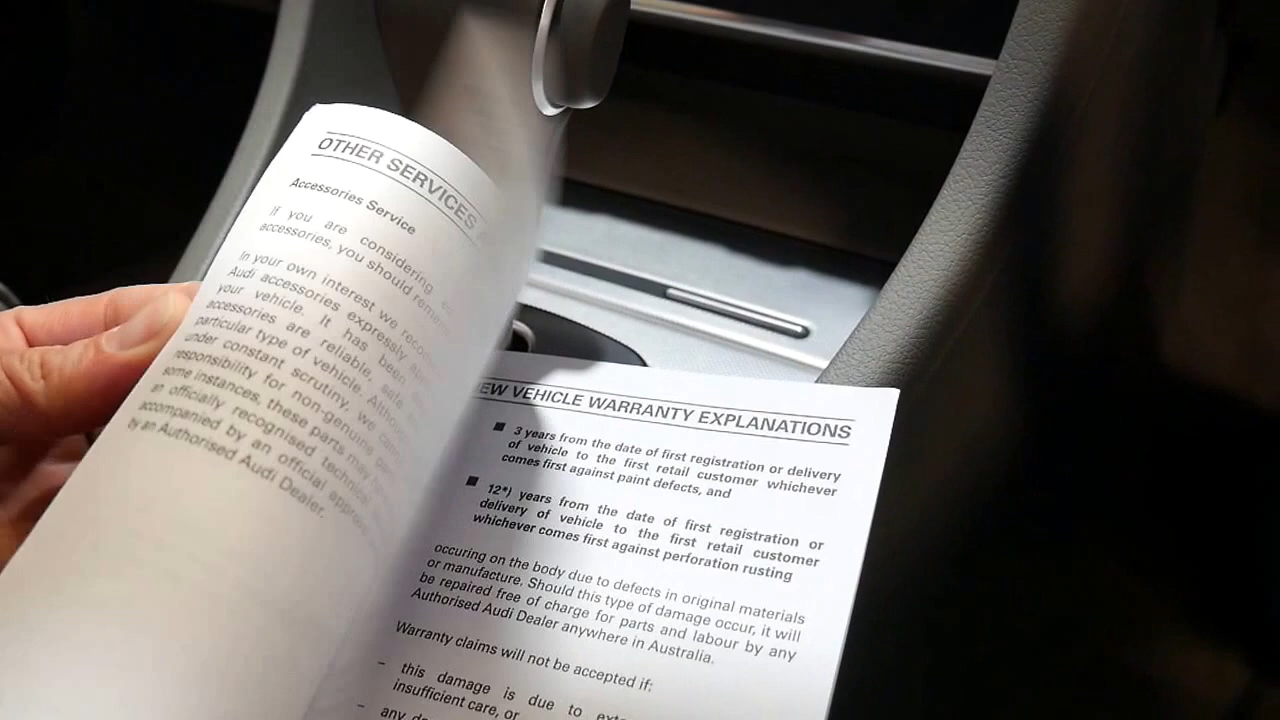 OTHER SERVICES
Accessories Service
If you are considering
accessories, you should
In your own interest we
Audi accessories expressly
your vehicle. It has been
accessories are reliable, safe
particular type of vehicle.
under constant scrutiny, we
responsibility for non-genuine
some instances, these parts may
an officially recognised technical
accompanied by an official
by an Authorised Audi Dealer.
EW VEHICLE WARRANTY EXPLANATIONS
■ 3 years from the date of first registration or delivery
of vehicle to the first retail customer whichever
comes first against paint defects, and
■ 12*) years from the date of first registration or
delivery of vehicle to the first retail customer
whichever comes first against perforation rusting
occuring on the body due to defects in original materials
or manufacture. Should this type of damage occur, it will
be repaired free of charge for parts and labour by any
Authorised Audi Dealer anywhere in Australia.
Warranty claims will not be accepted if:
– this damage is due to
insufficient care, or
– any